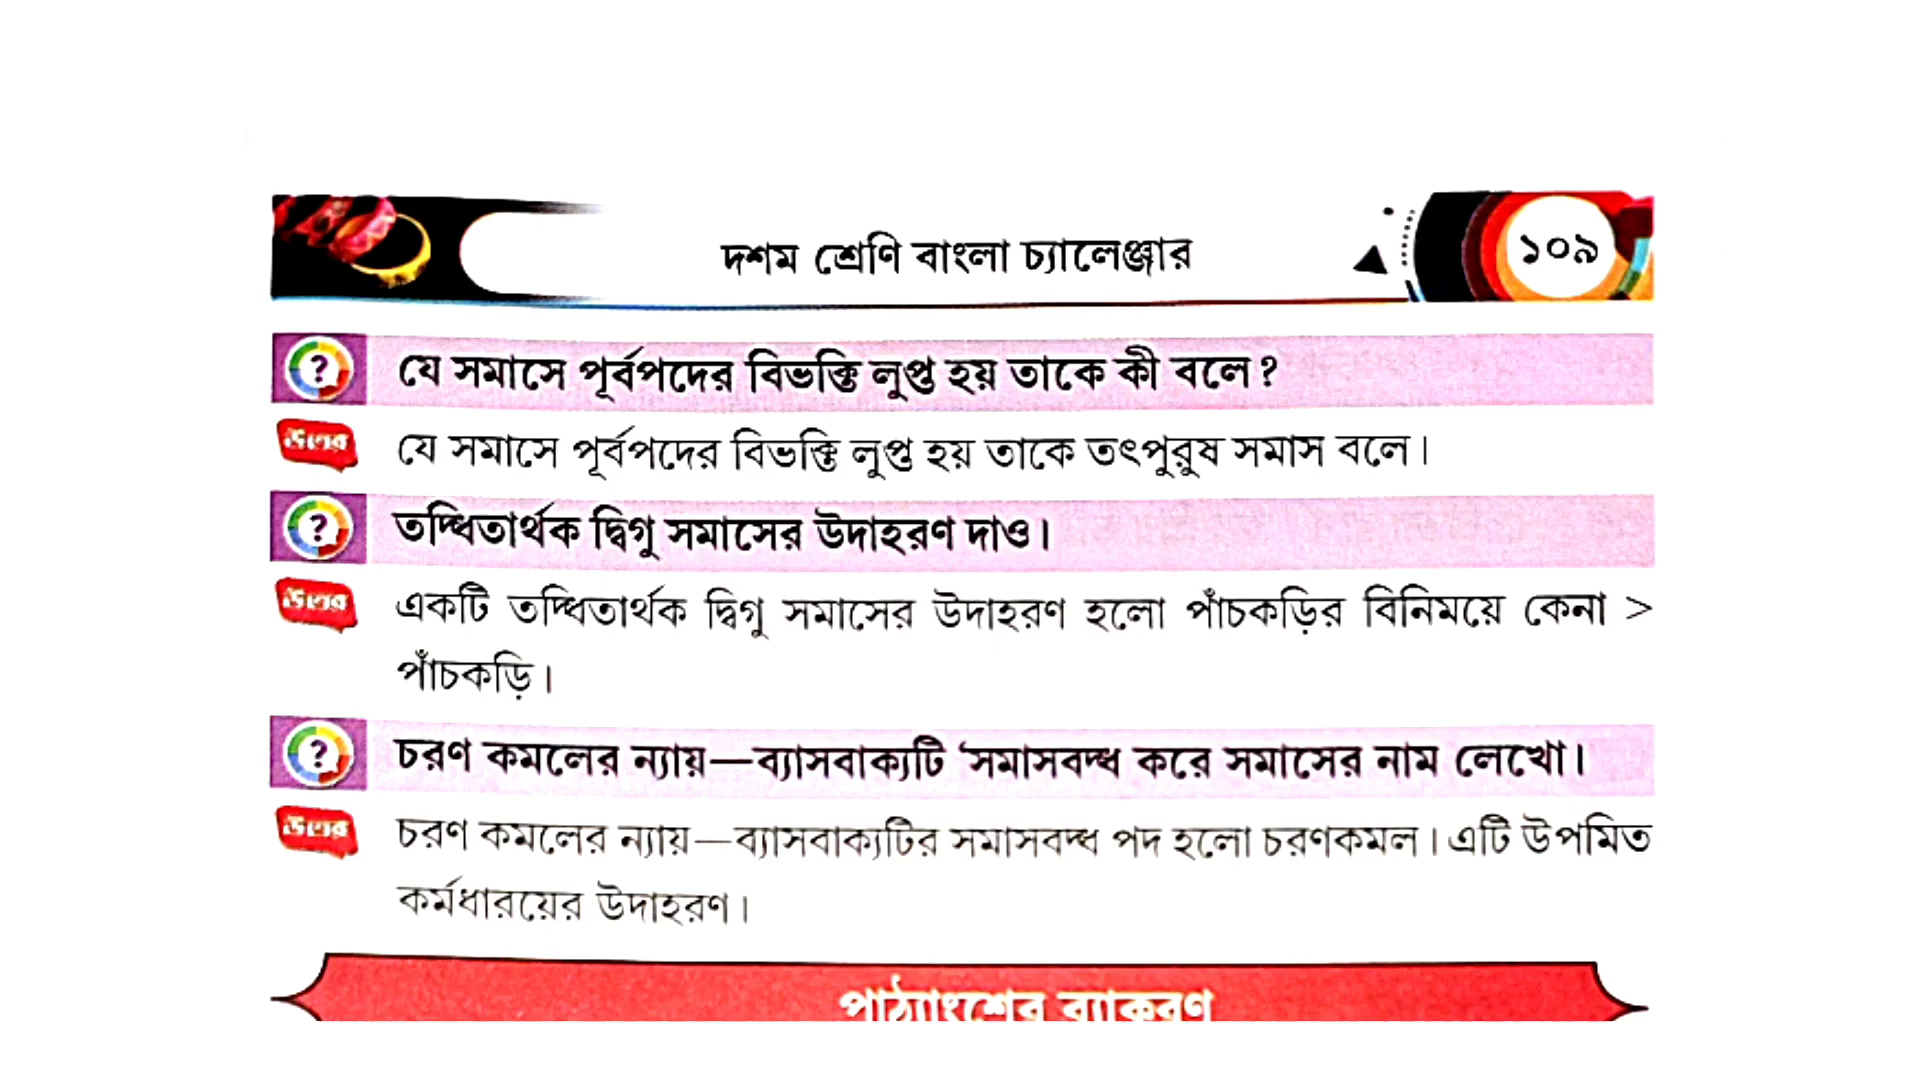 দশম শ্রেণি বাংলা চ্যালেঞ্জার
১০৯
? যে সমাসে পূর্বপদের বিভক্তি লুপ্ত হয় তাকে কী বলে?
উত্তর যে সমাসে পূর্বপদের বিভক্তি লুপ্ত হয় তাকে তৎপুরুষ সমাস বলে।
? তদ্ধিতার্থক দ্বিগু সমাসের উদাহরণ দাও।
উত্তর একটি তদ্ধিতার্থক দ্বিগু সমাসের উদাহরণ হলো পাঁচকড়ির বিনিময়ে কেনা >
পাঁচকড়ি।
? চরণ কমলের ন্যায়—ব্যাসবাক্যটি ‘সমাসবদ্ধ করে সমাসের নাম লেখো।
উত্তর চরণ কমলের ন্যায়—ব্যাসবাক্যটির সমাসবদ্ধ পদ হলো চরণকমল। এটি উপমিত
কর্মধারয়ের উদাহরণ।
পাঠ্যাংশের ব্যাকরণ